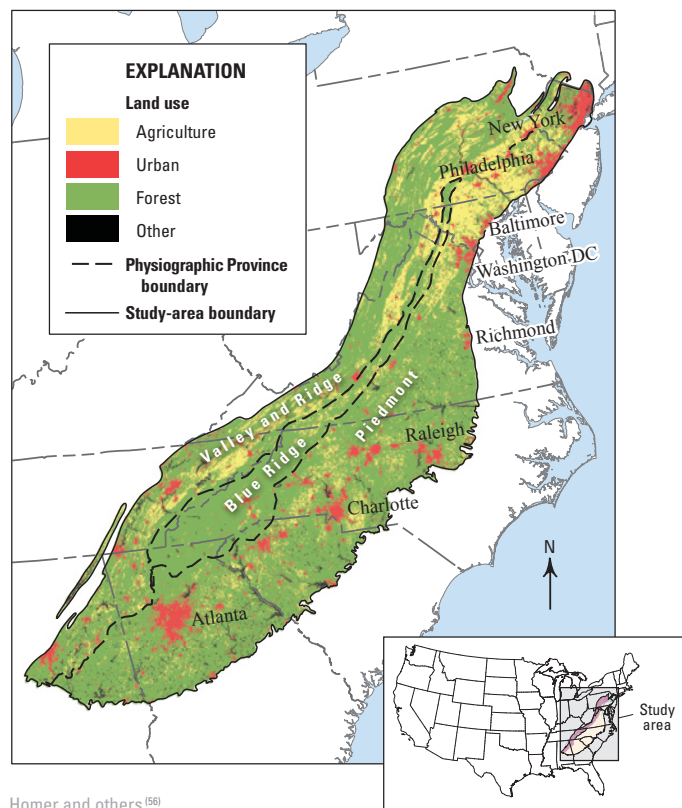 EXPLANATION
Land use
Agriculture
Urban
Forest
Other
Physiographic Province
boundary
Study-area boundary
New York
Philadelphia
Baltimore
Washington DC
Richmond
Valley and Ridge
Blue Ridge
Piedmont
Raleigh
Charlotte
Atlanta
N
Study
area
Homer and others (56)